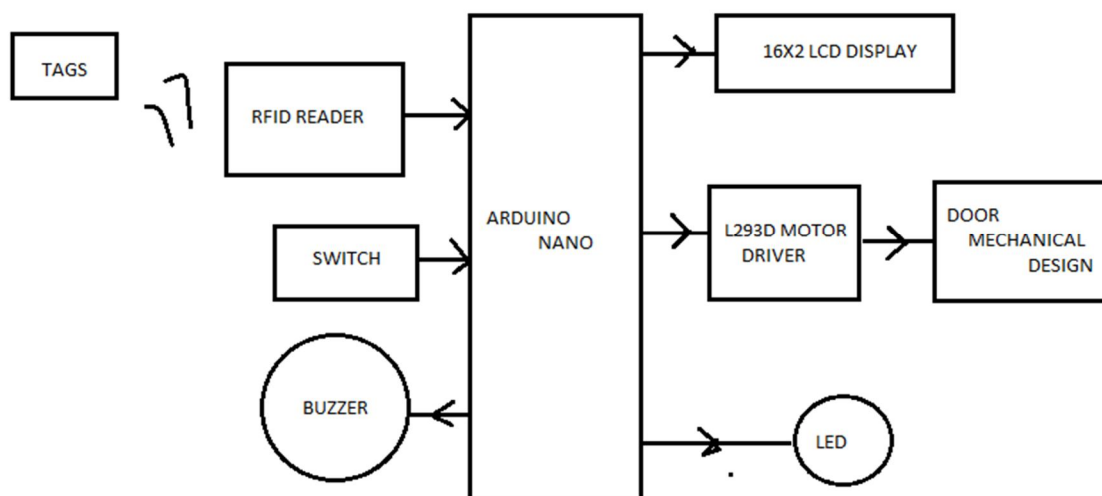 TAGS
RFID READER
SWITCH
BUZZER
ARDUINO
NANO
16X2 LCD DISPLAY
L293D MOTOR
DRIVER
DOOR
MECHANICAL
DESIGN
LED